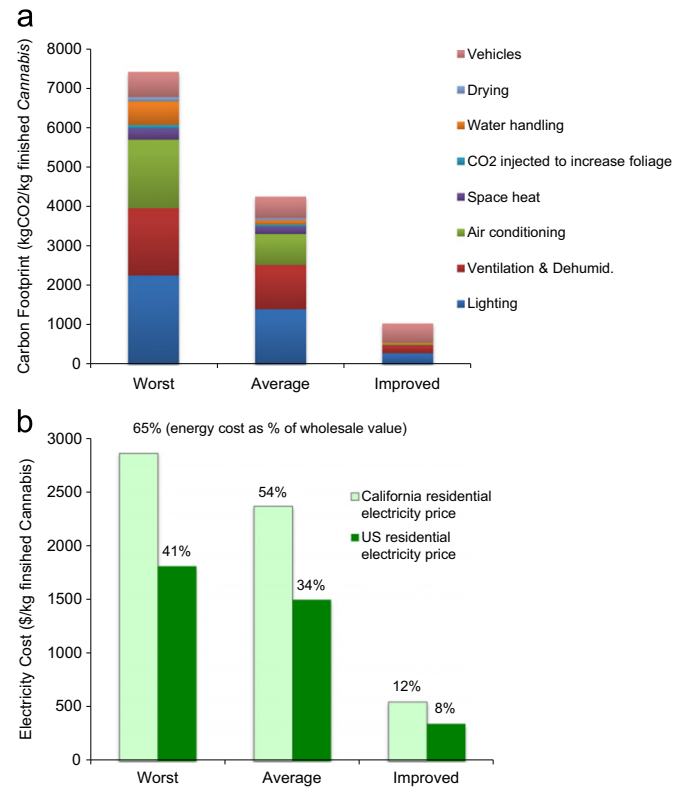 a
Carbon Footprint (kgCO2/kg finished Cannabis)
8000
7000
6000
5000
4000
3000
2000
1000
0
Worst
Average
Improved
Vehicles
Drying
Water handling
CO2 injected to increase foliage
Space heat
Air conditioning
Ventilation & Dehumid.
Lighting
b
Electricity Cost ($/kg finsihed Cannabis)
65% (energy cost as % of wholesale value)
3000
2500
2000
1500
1000
500
0
41%
54%
34%
12%
8%
California residential
electricity price
US residential
electricity price
Worst
Average
Improved